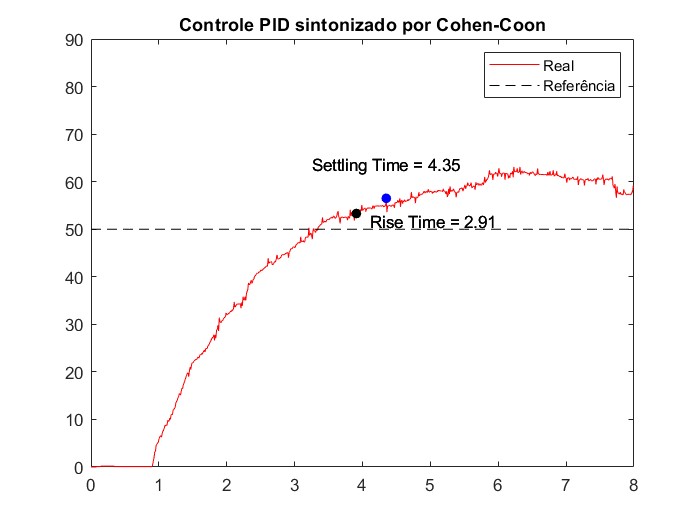 Controle PID sintonizado por Cohen-Coon
90
80
70
60
50
40
30
20
10
0
Real
Referência
Settling Time = 4.35
Rise Time = 2.91
0 1 2 3 4 5 6 7 8